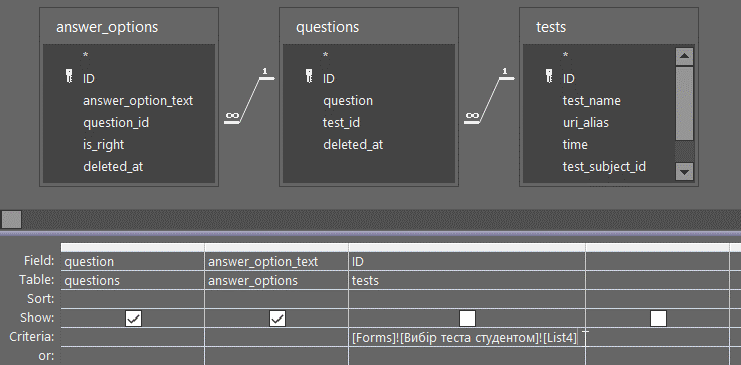 answer_options
*
ID
answer_option_text
question_id
is_right
deleted_at
∞
1
questions
*
ID
question
test_id
deleted_at
∞
1
tests
*
ID
test_name
uri_alias
time
test_subject_id
Field: question answer_option_text ID
Table: questions answer_options tests
Sort:
Show:
Criteria: [Forms]![Вибір теста студентом]![List4]
or: